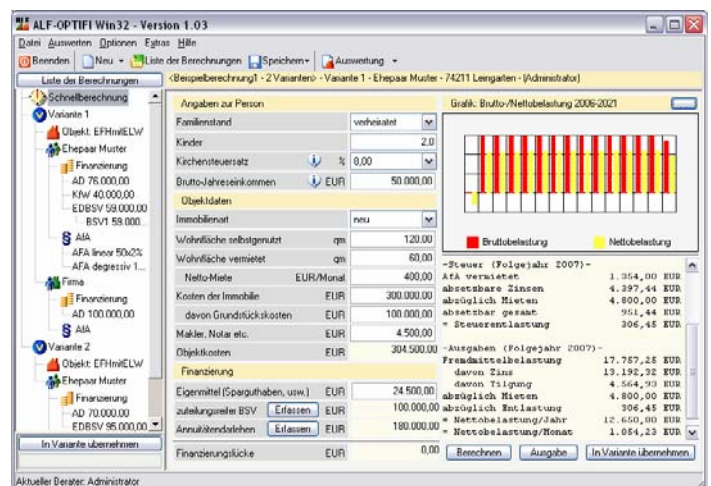 ALF-OPTIFI Win32 - Version 1.03
Datei Auswerten Optionen Extras Hilfe
Beenden Neu Liste der Berechnungen Speichern Auswertung
Liste der Berechnungen
<Beispielberechnung1 - 2 Varianten> - Variante 1 - Ehepaar Muster - 74211 Leingarten - (Administrator)
Schnellberechnung
Variante 1
Objekt: EFHmitELW
Ehepaar Muster
Finanzierung
AD 76.000,00
KfW 40.000,00
EDBSV 59.000,00
BSV1 59.000...
AfA
AFA linear 50x2%
AFA degressiv 1...
Firma
Finanzierung
AD 100.000,00
AfA
Variante 2
Objekt: EFHmitELW
Ehepaar Muster
Finanzierung
AD 70.000,00
EDBSV 95.000,00
In Variante übernehmen
Angaben zur Person
Familienstand verheiratet
Kinder 2,0
Kirchensteuersatz % 8,00
Brutto-Jahreseinkommen EUR 50.000,00
Objektdaten
Immobilienart neu
Wohnfläche selbstgenutzt qm 120,00
Wohnfläche vermietet qm 60,00
Netto-Miete EUR/Monat 400,00
Kosten der Immobilie EUR 300.000,00
davon Grundstückskosten EUR 100.000,00
Makler, Notar etc. EUR 4.500,00
Objektkosten EUR 304.500,00
Finanzierung
Eigenmittel (Sparguthaben, usw.) EUR 24.500,00
zuteilungsreifer BSV Erfassen EUR 100.000,00
Annuitätendarlehen Erfassen EUR 180.000,00
Finanzierungslücke EUR 0,00
Grafik: Brutto-/Nettobelastung 2006-2021
Bruttobelastung Nettobelastung
-Steuer (Folgejahr 2007)-
AfA vermietet 1.354,00 EUR
absetzbare Zinsen 4.397,44 EUR
abzüglich Mieten 4.800,00 EUR
absetzbar gesamt 951,44 EUR
= Steuerentlastung 306,45 EUR
-Ausgaben (Folgejahr 2007)-
Fremdmittelbelastung 17.757,25 EUR
davon Zins 13.192,32 EUR
davon Tilgung 4.564,93 EUR
abzüglich Mieten 4.800,00 EUR
abzüglich Entlastung 306,45 EUR
= Nettobelastung/Jahr 12.650,80 EUR
= Nettobelastung/Monat 1.054,23 EUR
Berechnen Ausgabe In Variante übernehmen
Aktueller Berater: Administrator